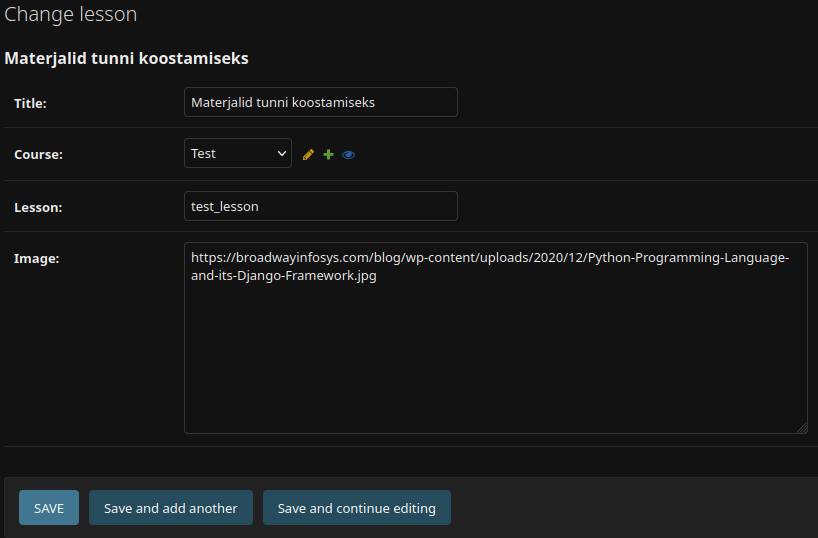 Change lesson
Materjalid tunni koostamiseks
Title: Materjalid tunni koostamiseks
Course: Test
Lesson: test_lesson
Image: https://broadwayinfosys.com/blog/wp-content/uploads/2020/12/Python-Programming-Language-
and-its-Django-Framework.jpg
SAVE Save and add another Save and continue editing